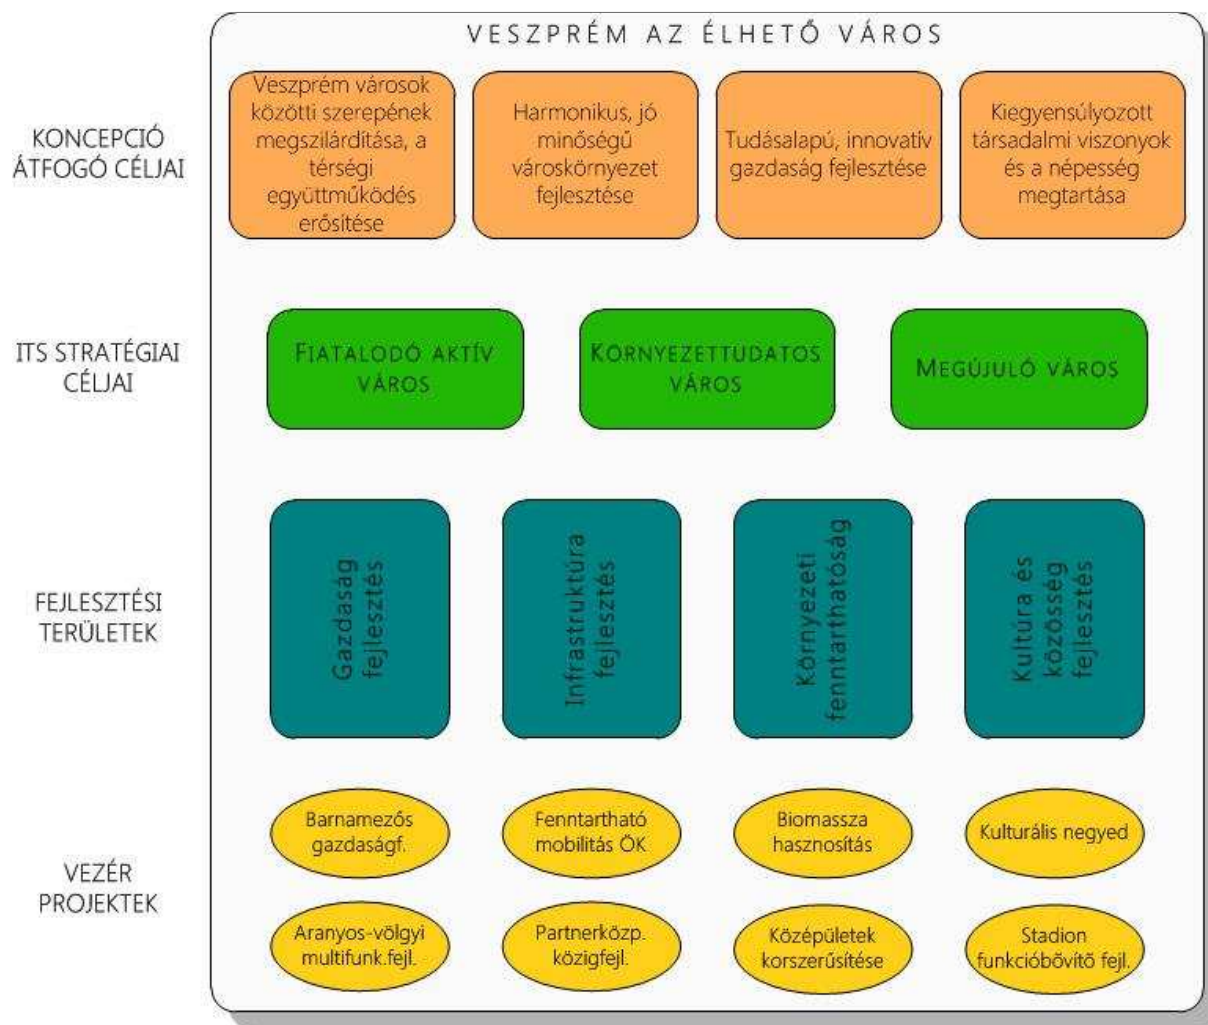 VESZPRÉM AZ ÉLHETŐ VÁROS
KONCEPCIÓ
ÁTFOGÓ CÉLJAI
Veszprém városok
közötti szerepének
megszilárdítása, a
térségi
együttműködés
erősítése
Harmonikus, jó
minőségű
városkörnyezet
fejlesztése
Tudásalapú, innovatív
gazdaság fejlesztése
Kiegyensúlyozott
társadalmi viszonyok
és a népesség
megtartása
ITS STRATÉGIAI
CÉLJAI
FIATALODÓ AKTÍV
VÁROS
KÖRNYEZETTUDATOS
VÁROS
MEGÚJULÓ VÁROS
FEJLESZTÉSI
TERÜLETEK
Gazdaság
fejlesztés
Infrastruktúra
fejlesztés
Környezeti
fenntarthatóság
Kultúra és
közösség
fejlesztés
VEZÉR
PROJEKTEK
Barnamezős
gazdaságf.
Fenntartható
mobilitás ÖK
Biomassza
hasznosítás
Kulturális negyed
Aranyos-völgyi
multifunk.fejl.
Partnerközp.
közigfejl.
Középületek
korszerűsítése
Stadion
funkcióbővítő fejl.